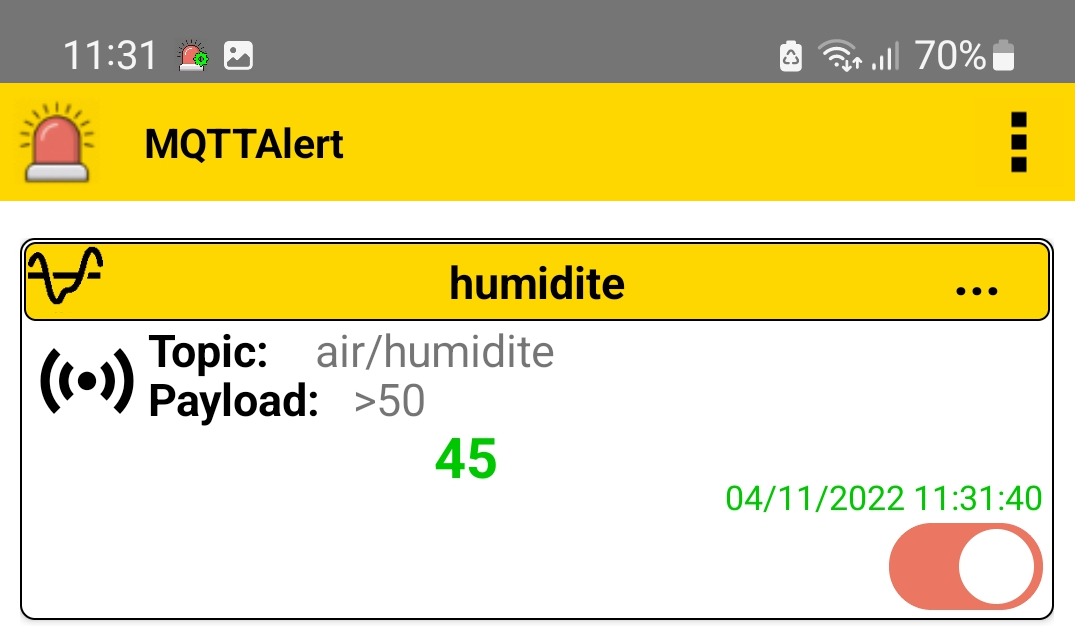 11:31 70%
MQTTAlert
humidite ...
Topic: air/humidite
Payload: >50
45
04/11/2022 11:31:40